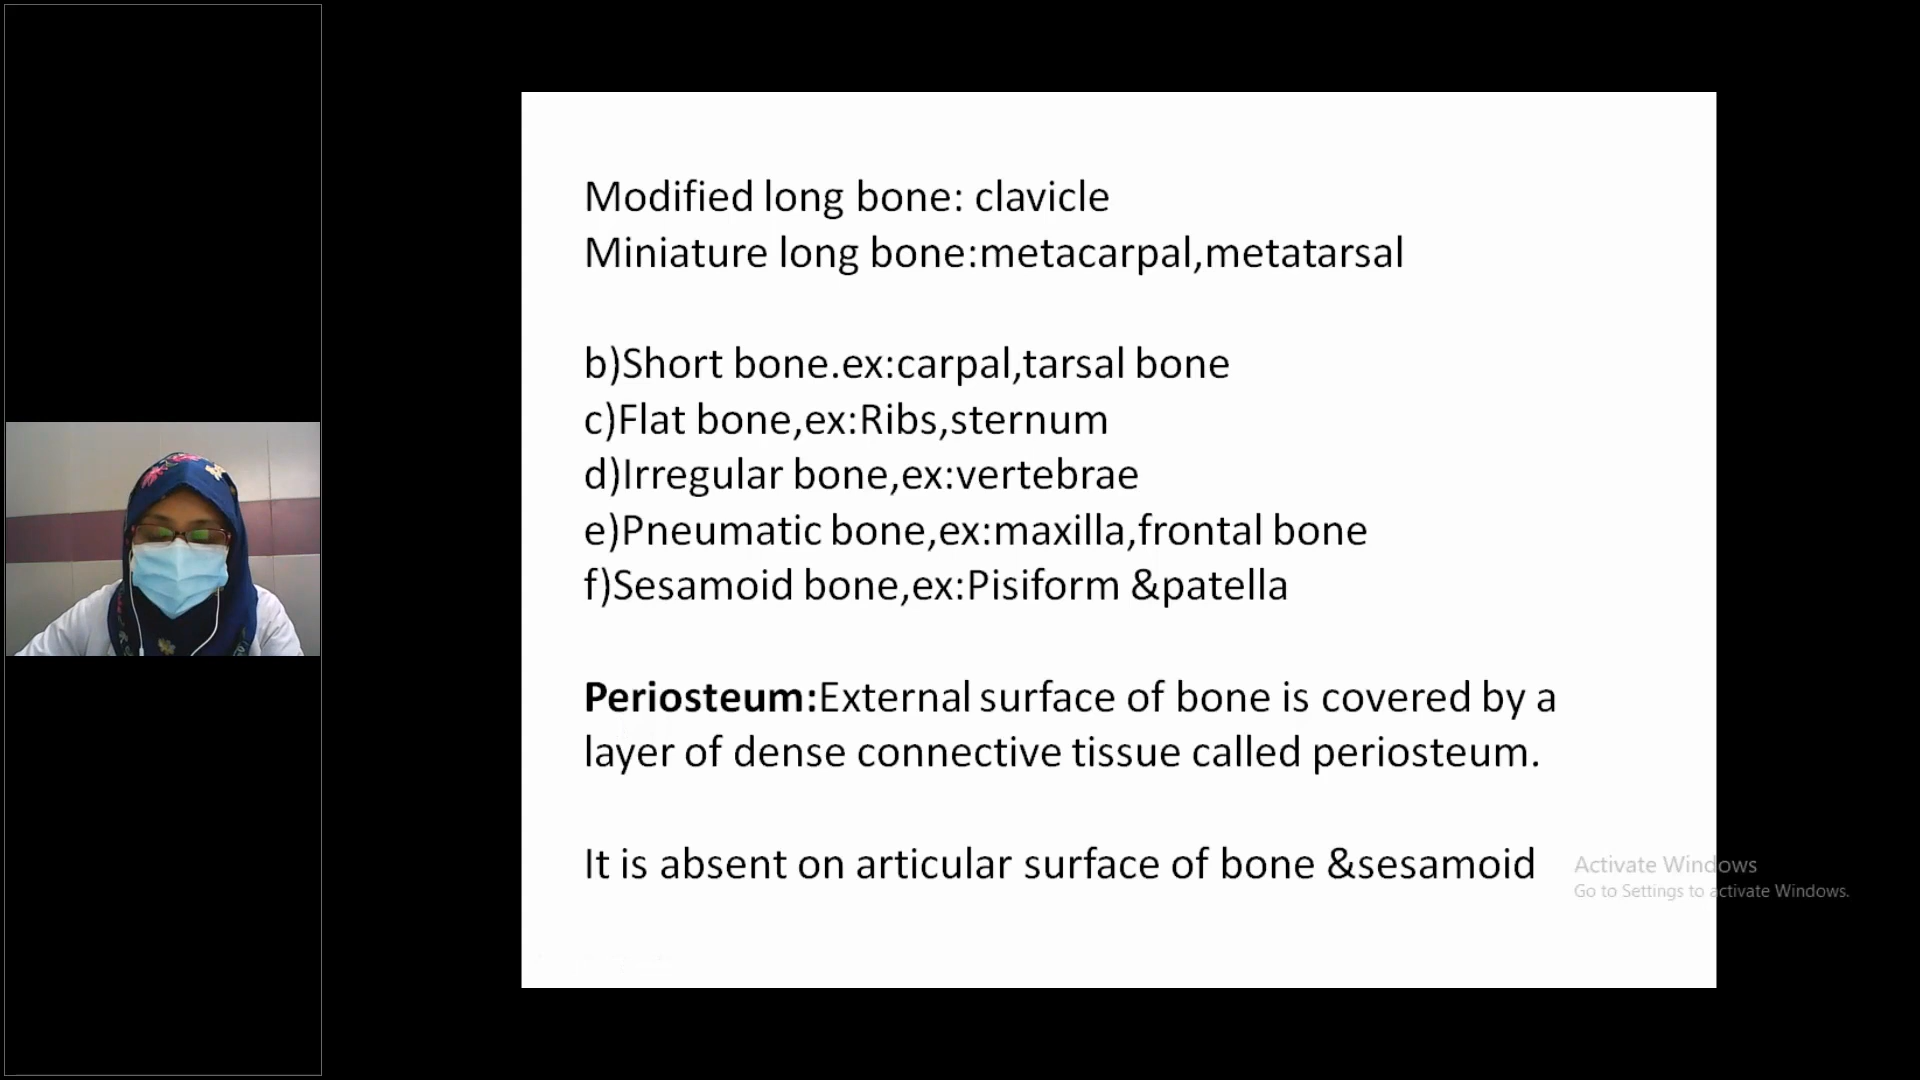 Modified long bone: clavicle
Miniature long bone:metacarpal,metatarsal
b)Short bone.ex:carpal,tarsal bone
c)Flat bone,ex:Ribs,sternum
d)Irregular bone,ex:vertebrae
e)Pneumatic bone,ex:maxilla,frontal bone
f)Sesamoid bone,ex:Pisiform &patella
Periosteum:External surface of bone is covered by a
layer of dense connective tissue called periosteum.
It is absent on articular surface of bone &sesamoid
Activate Windows
Go to Settings to activate Windows.